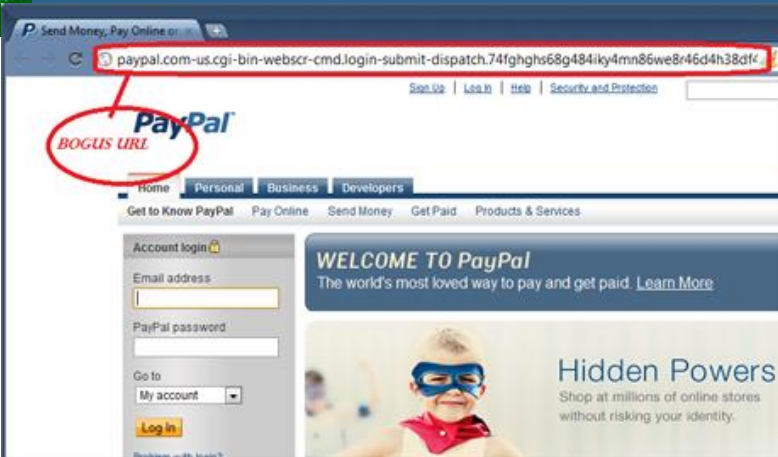 P Send Money, Pay Online or
paypal.com-us.cgi-bin-webscr-cmd.login-submit-dispatch.74fghghs68g484iky4mn86we8r46d4h38df4
Sign Up | Log In | Help | Security and Protection
PayPal
BOGUS URL
Home Personal Business Developers
Get to Know PayPal Pay Online Send Money Get Paid Products & Services
Account login
Email address
PayPal password
Go to
My account
Log In
Problem with login?
WELCOME TO PayPal
The world's most loved way to pay and get paid. Learn More
Hidden Powers
Shop at millions of online stores
without risking your identity.